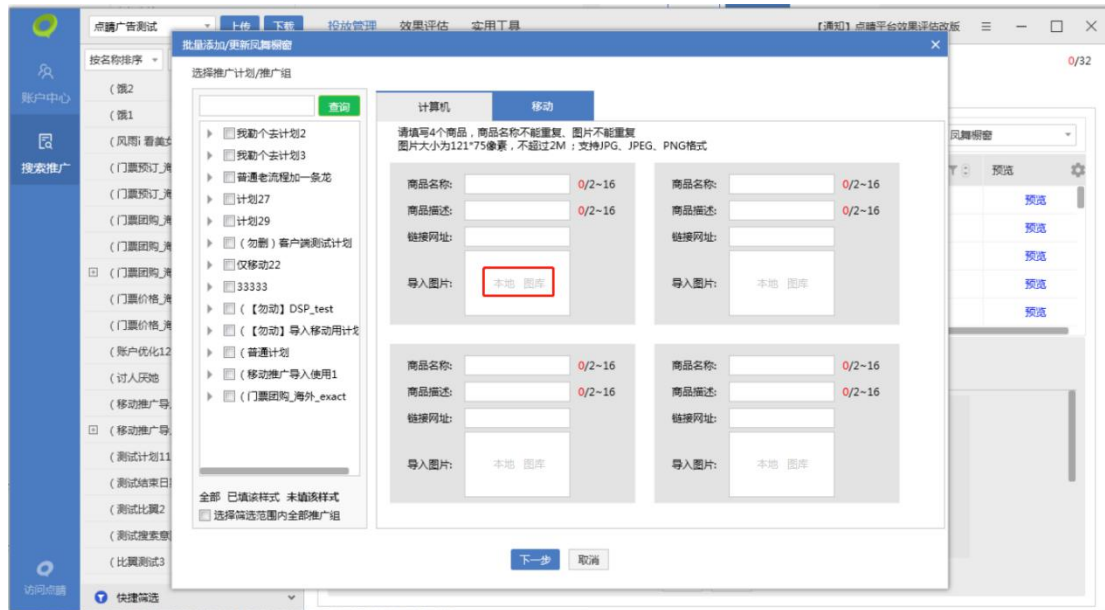 点睛广告测试
上传 下载
投放管理 效果评估 实用工具
【通知】点睛平台效果评估改版
账户中心
搜索推广
访问点睛
按名称排序
0/32
(饿2
(饿1
(风雨i 看美女
(门票预订_海
(门票预订_海
(门票团购_海
(门票团购_海
(门票团购_海
(门票价格_海
(门票价格_海
(账户优化12
(讨人厌她
(移动推广导
(移动推广导
(测试计划11
(测试结束日
(测试比翼2
(测试搜索意
(比翼测试3
快捷筛选
批量添加/更新凤舞橱窗
选择推广计划/推广组
查询
我勒个去计划2
我勒个去计划3
普通老流程加一条龙
计划27
计划29
(勿删)客户端测试计划
仅移动22
33333
(【勿动】DSP_test
(【勿动】导入移动用计划
(普通计划
(移动推广导入使用1
(门票团购_海外_exact
全部 已填该样式 未填该样式
选择筛选范围内全部推广组
计算机 移动
请填写4个商品，商品名称不能重复、图片不能重复
图片大小为121*75像素，不超过2M；支持JPG、JPEG、PNG格式
商品名称: 0/2~16
商品描述: 0/2~16
链接网址:
导入图片: 本地 图库
商品名称: 0/2~16
商品描述: 0/2~16
链接网址:
导入图片: 本地 图库
商品名称: 0/2~16
商品描述: 0/2~16
链接网址:
导入图片: 本地 图库
商品名称: 0/2~16
商品描述: 0/2~16
链接网址:
导入图片: 本地 图库
下一步 取消
凤舞橱窗
预览
预览
预览
预览
预览
预览